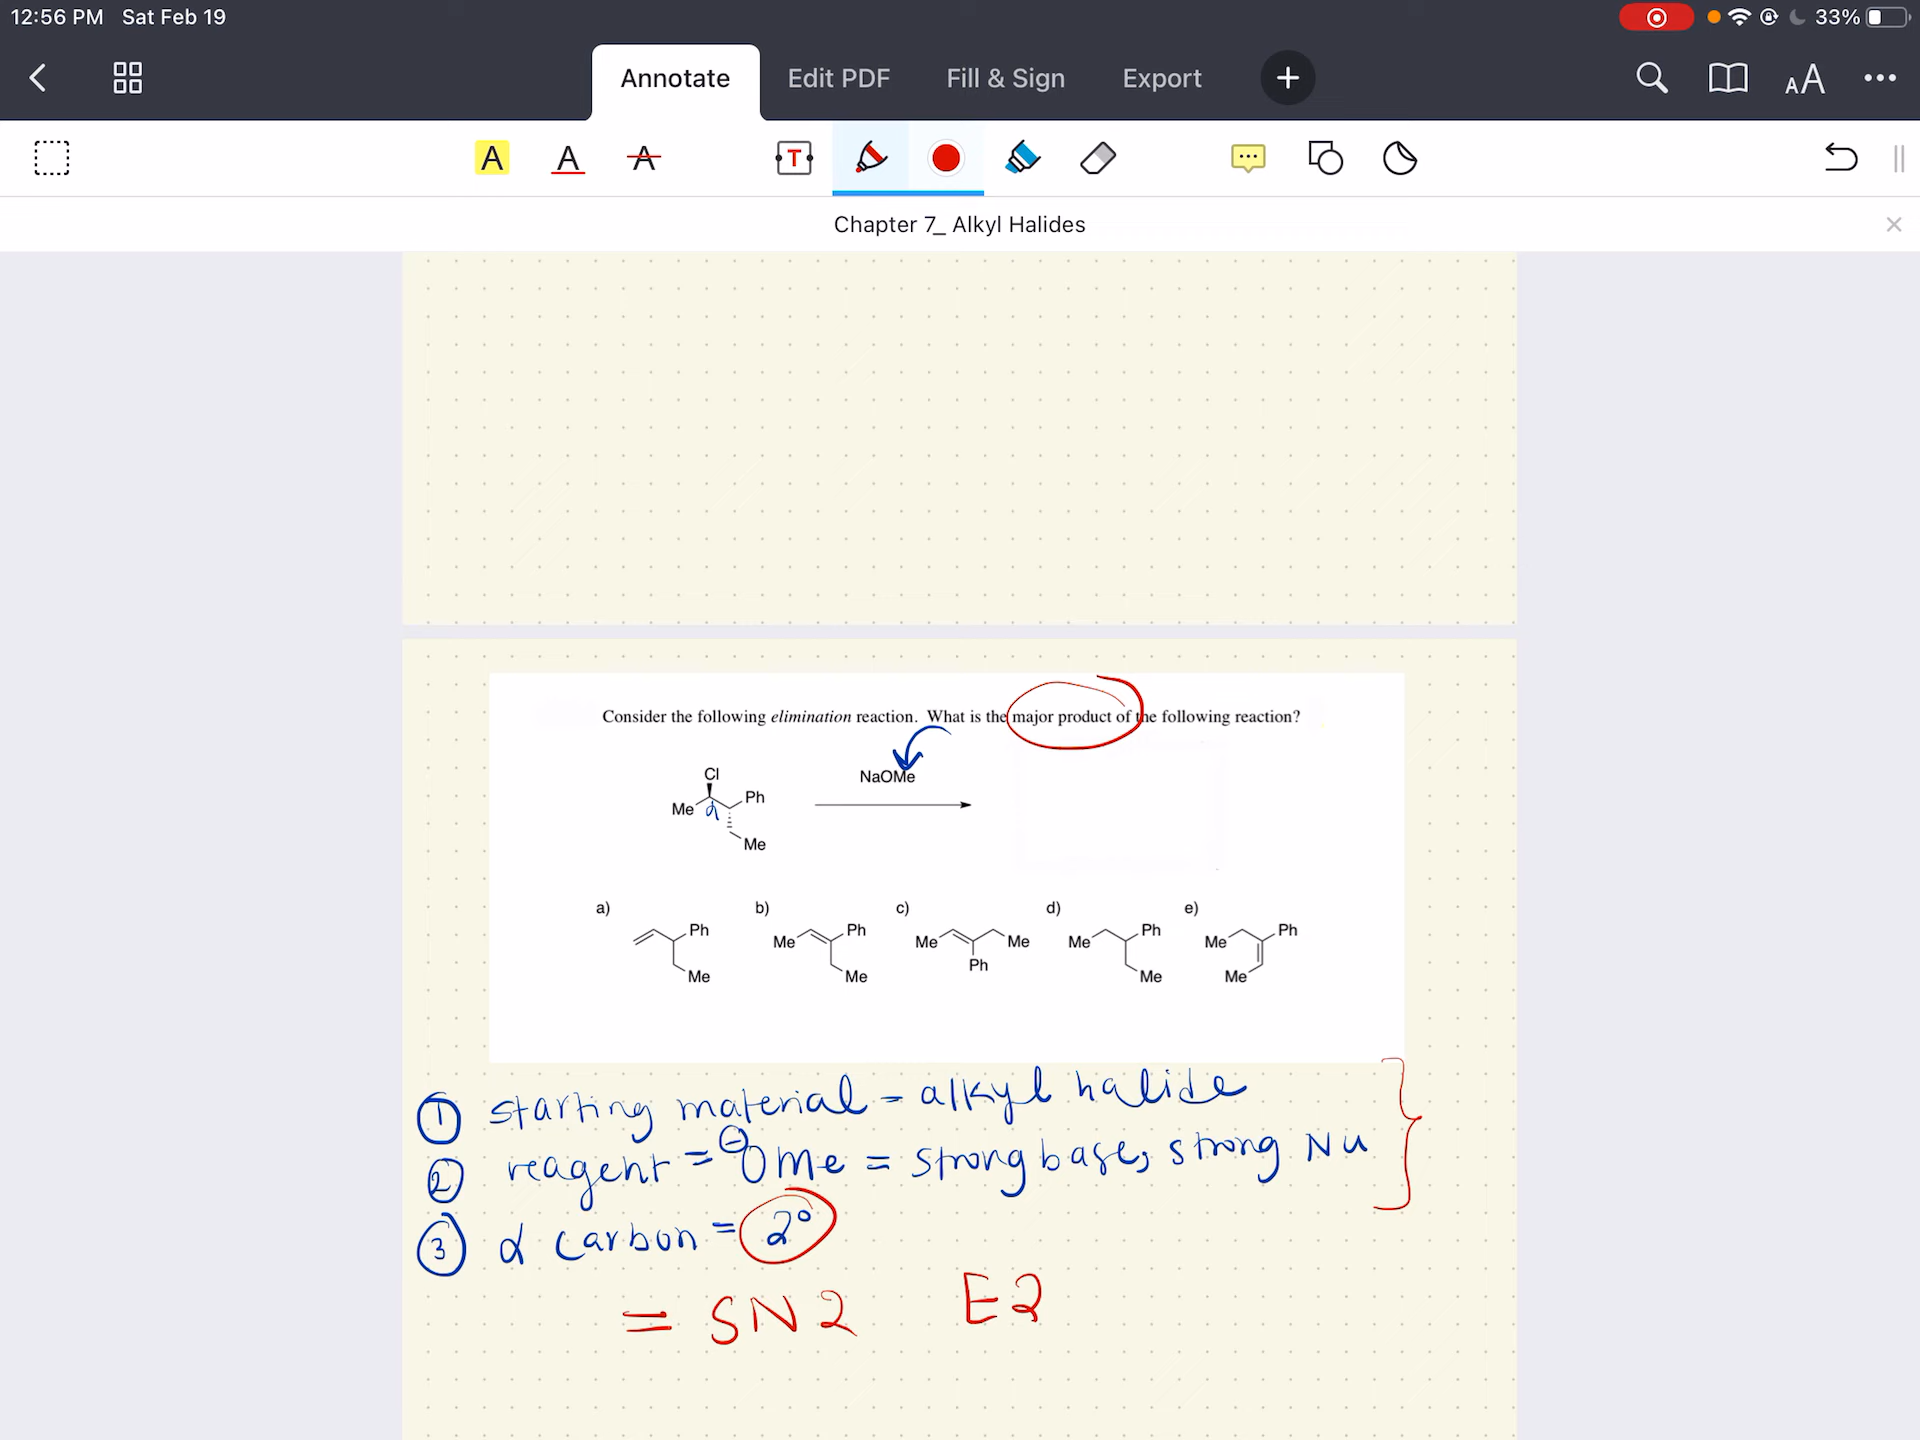 12:56 PM Sat Feb 19
33%
Annotate Edit PDF Fill & Sign Export
AA
A A A T
Chapter 7_ Alkyl Halides
Consider the following elimination reaction. What is the major product of the following reaction?
Cl
NaOMe
Ph
Me α
Me
a) b) c) d) e)
Ph Ph Ph Ph
Me Me Me Me Me
Ph
Me Me Me Me
① starting material = alkyl halide
② reagent = ⊖OMe = strong base, strong Nu
③ α carbon = 2°
= SN2 E2